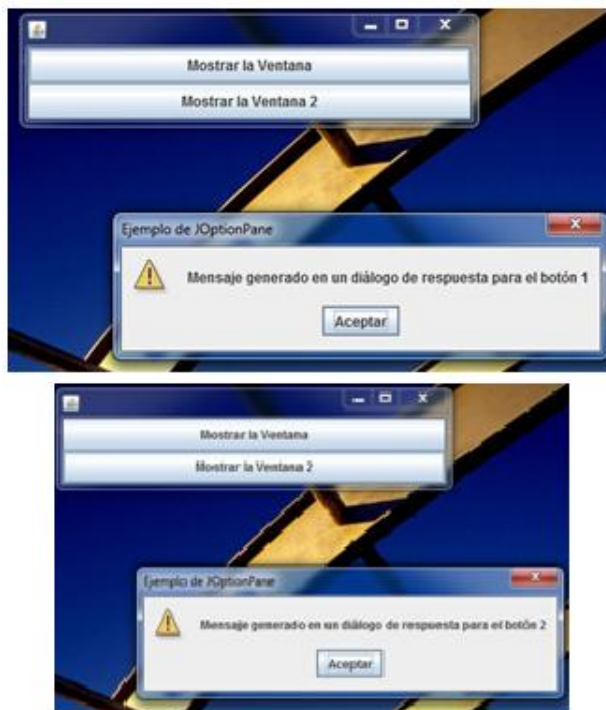 Mostrar la Ventana
Mostrar la Ventana 2
Ejemplo de JOptionPane
Mensaje generado en un diálogo de respuesta para el botón 1
Aceptar
Mostrar la Ventana
Mostrar la Ventana 2
Ejemplo de JOptionPane
Mensaje generado en un diálogo de respuesta para el botón 2
Aceptar